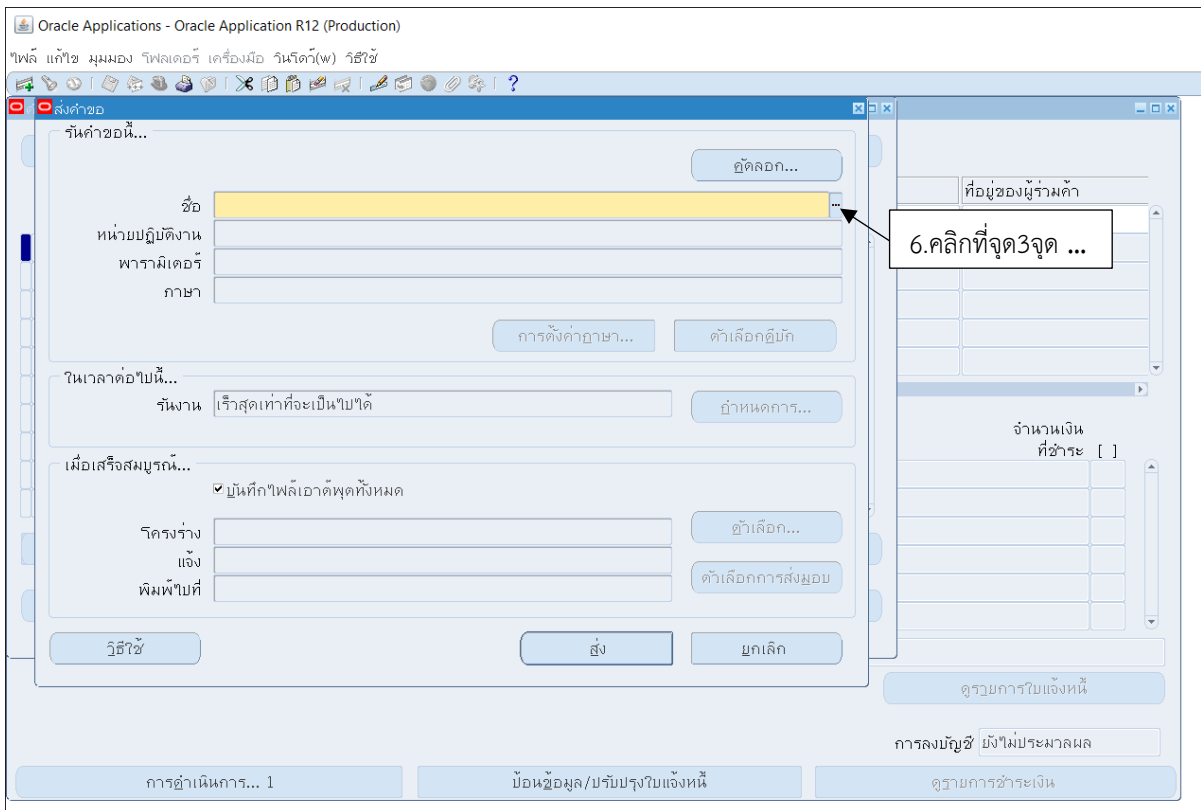 Oracle Applications - Oracle Application R12 (Production)
ไฟล์ แก้ไข มุมมอง โฟลเดอร์ เครื่องมือ วินโดว์(w) วิธีใช้
ส่งคำขอ
รันคำขอนี้...
คัดลอก...
ชื่อ
...
ที่อยู่ของผู้ร่วมค้า
6.คลิกที่จุด3จุด ...
หน่วยปฏิบัติงาน
พารามิเตอร์
ภาษา
การตั้งค่าภาษา... ตัวเลือกดีบัก
ในเวลาต่อไปนี้...
รันงาน เร็วสุดเท่าที่จะเป็นไปได้ กำหนดการ...
จำนวนเงิน
ที่ชำระ [ ]
เมื่อเสร็จสมบูรณ์...
บันทึกไฟล์เอาต์พุตทั้งหมด
โครงร่าง ตัวเลือก...
แจ้ง
พิมพ์ไปที่ ตัวเลือกการส่งมอบ
วิธีใช้ ส่ง ยกเลิก
ดูรายการใบแจ้งหนี้
การลงบัญชี ยังไม่ประมวลผล
การดำเนินการ... 1 ป้อนข้อมูล/ปรับปรุงใบแจ้งหนี้ ดูรายการชำระเงิน